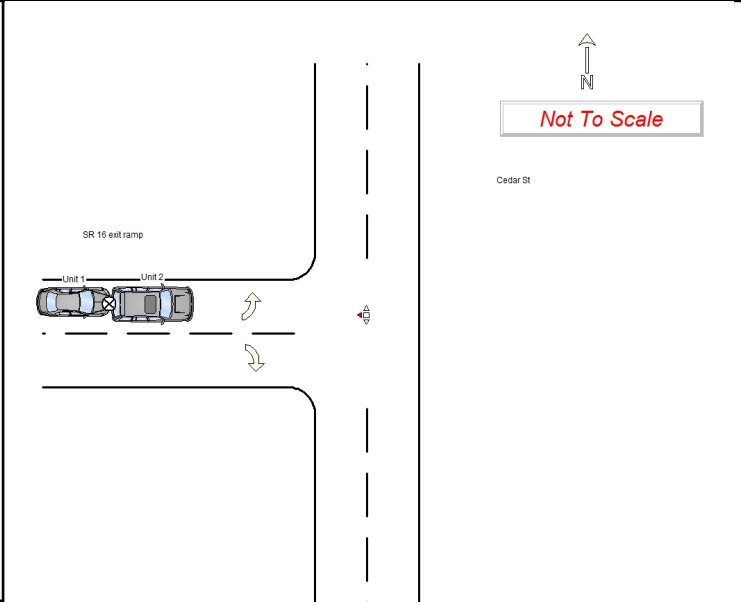 N
Not To Scale
Cedar St
SR 16 exit ramp
Unit 1
Unit 2